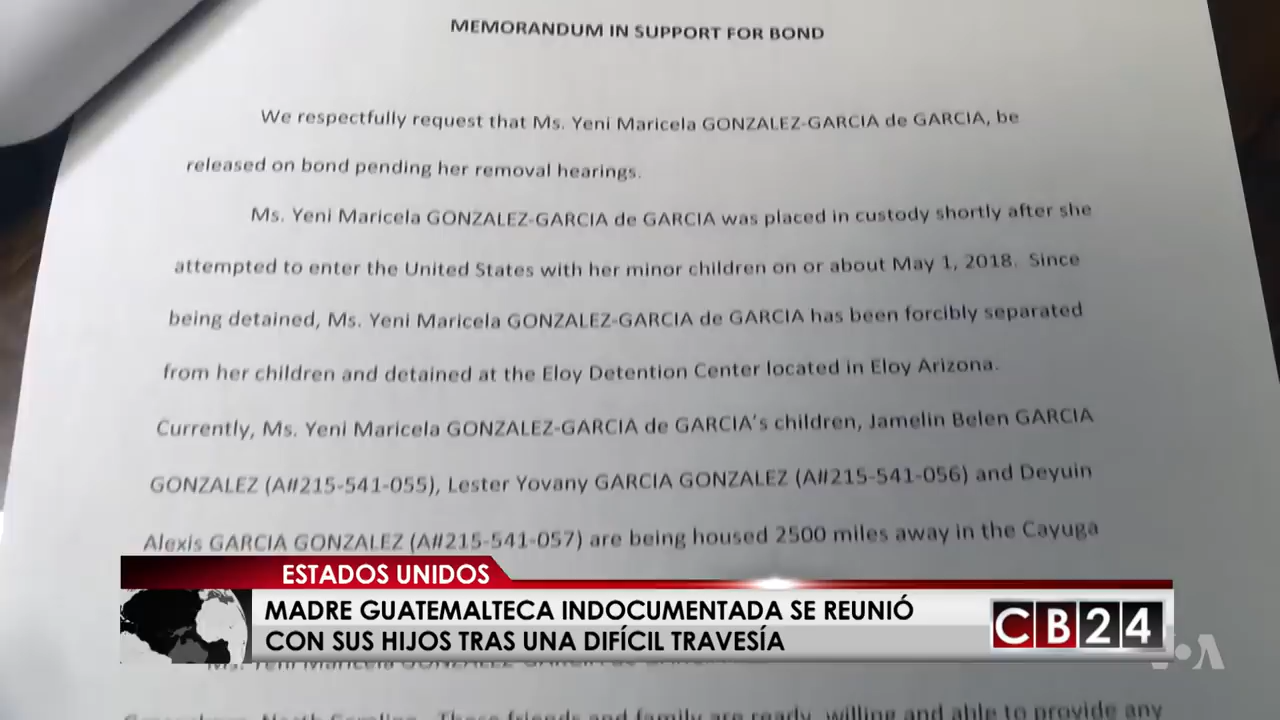 MEMORANDUM IN SUPPORT FOR BOND
We respectfully request that Ms. Yeni Maricela GONZALEZ-GARCIA de GARCIA, be
released on bond pending her removal hearings.
Ms. Yeni Maricela GONZALEZ-GARCIA de GARCIA was placed in custody shortly after she
attempted to enter the United States with her minor children on or about May 1, 2018. Since
being detained, Ms. Yeni Maricela GONZALEZ-GARCIA de GARCIA has been forcibly separated
from her children and detained at the Eloy Detention Center located in Eloy Arizona.
Currently, Ms. Yeni Maricela GONZALEZ-GARCIA de GARCIA's children, Jamelin Belen GARCIA
GONZALEZ (A#215-541-055), Lester Yovany GARCIA GONZALEZ (A#215-541-056) and Deyuin
Alexis GARCIA GONZALEZ (A#215-541-057) are being housed 2500 miles away in the Cayuga
ESTADOS UNIDOS
MADRE GUATEMALTECA INDOCUMENTADA SE REUNIÓ
CON SUS HIJOS TRAS UNA DIFÍCIL TRAVESÍA
CB24
VOA
Ms. Yeni Maricela
North Carolina. These friends and family are ready, willing and able to provide any